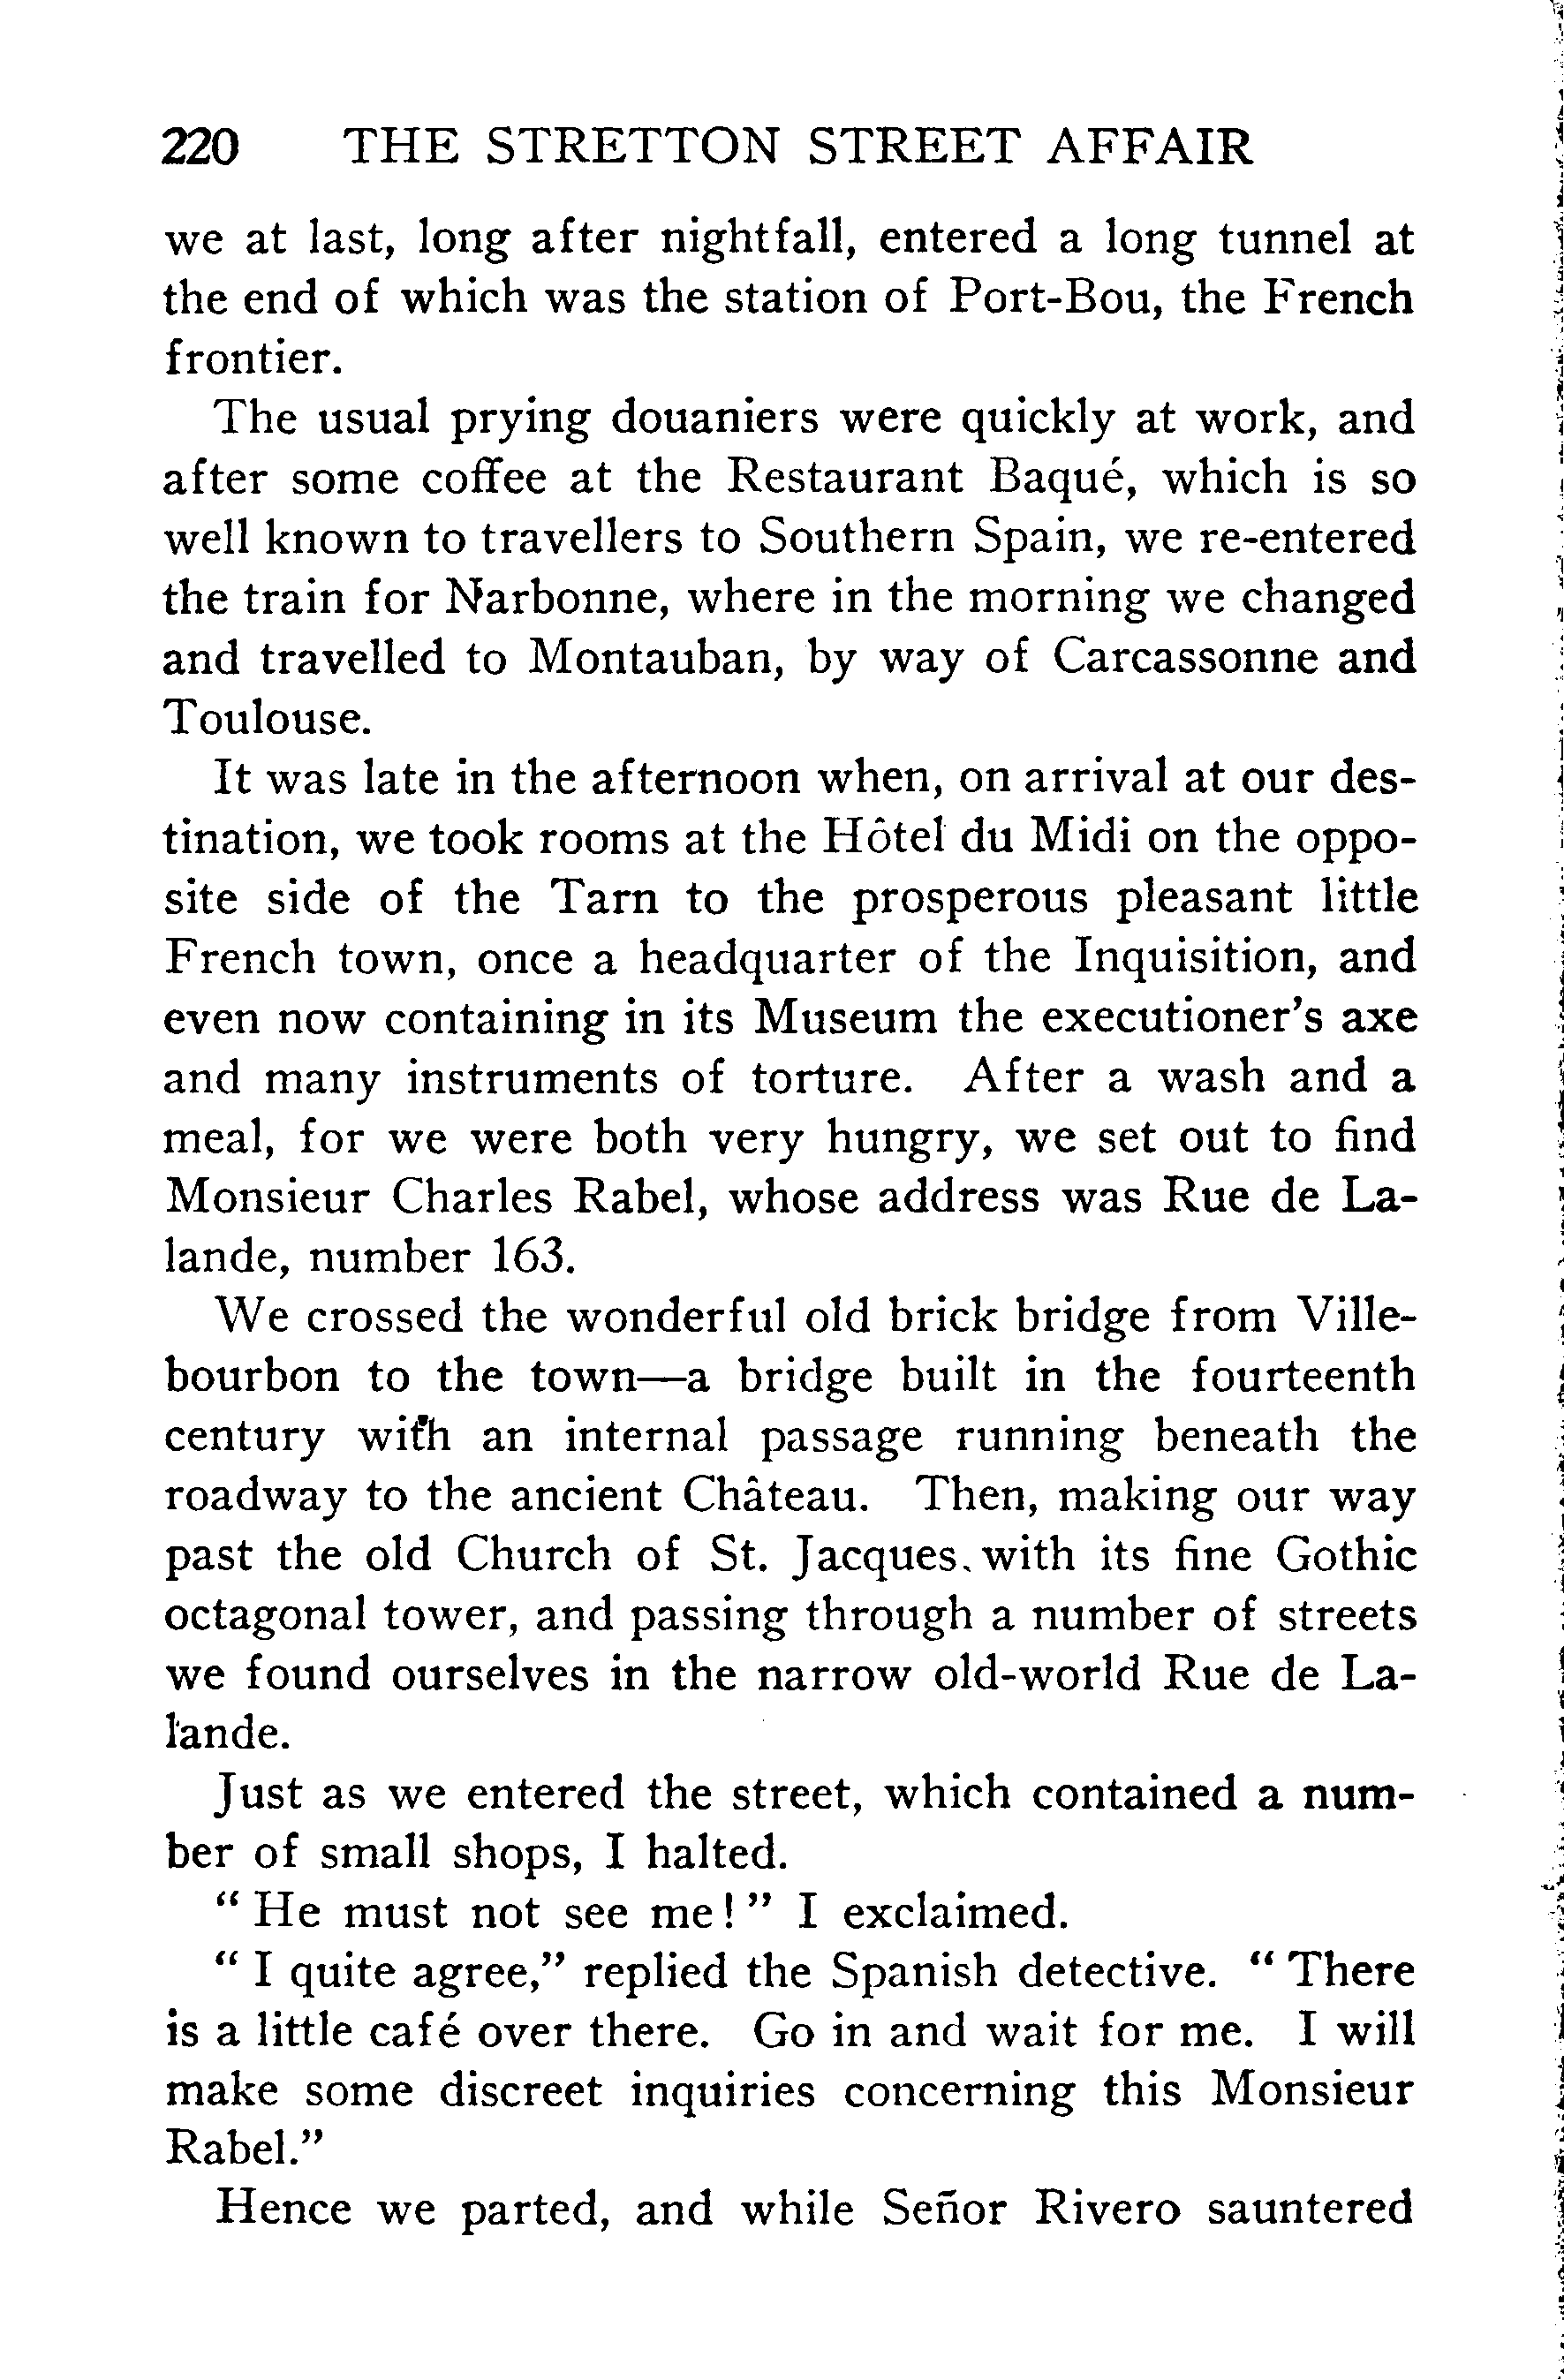 220 THE STRETTON STREET AFFAIR
we at last, long after nightfall, entered a long tunnel at
the end of which was the station of Port-Bou, the French
frontier.
The usual prying douaniers were quickly at work, and
after some coffee at the Restaurant Baqué, which is so
well known to travellers to Southern Spain, we re-entered
the train for Narbonne, where in the morning we changed
and travelled to Montauban, by way of Carcassonne and
Toulouse.
It was late in the afternoon when, on arrival at our des-
tination, we took rooms at the Hôtel du Midi on the oppo-
site side of the Tarn to the prosperous pleasant little
French town, once a headquarter of the Inquisition, and
even now containing in its Museum the executioner's axe
and many instruments of torture. After a wash and a
meal, for we were both very hungry, we set out to find
Monsieur Charles Rabel, whose address was Rue de La-
lande, number 163.
We crossed the wonderful old brick bridge from Ville-
bourbon to the town—a bridge built in the fourteenth
century with an internal passage running beneath the
roadway to the ancient Château. Then, making our way
past the old Church of St. Jacques, with its fine Gothic
octagonal tower, and passing through a number of streets
we found ourselves in the narrow old-world Rue de La-
lande.
Just as we entered the street, which contained a num-
ber of small shops, I halted.
“ He must not see me ! ” I exclaimed.
“ I quite agree,” replied the Spanish detective. “ There
is a little café over there. Go in and wait for me. I will
make some discreet inquiries concerning this Monsieur
Rabel.”
Hence we parted, and while Señor Rivero sauntered